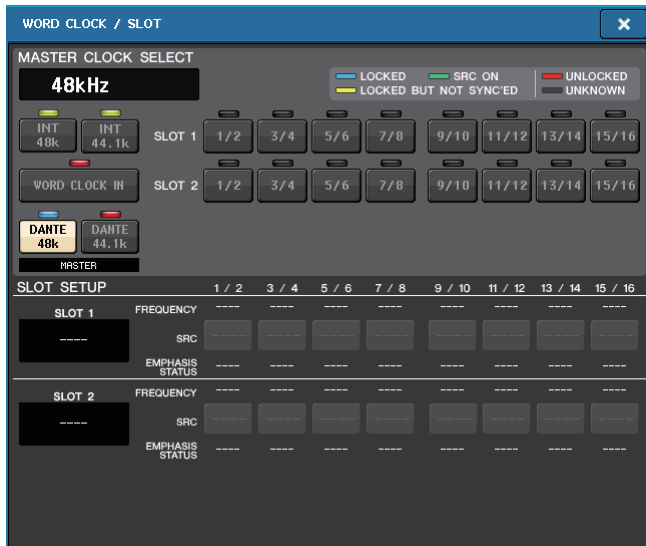 WORD CLOCK / SLOT
MASTER CLOCK SELECT
48kHz
LOCKED SRC ON UNLOCKED
LOCKED BUT NOT SYNC'ED UNKNOWN
INT 48k INT 44.1k
SLOT 1 1/2 3/4 5/6 7/8 9/10 11/12 13/14 15/16
WORD CLOCK IN SLOT 2 1/2 3/4 5/6 7/8 9/10 11/12 13/14 15/16
DANTE 48k DANTE 44.1k
MASTER
SLOT SETUP 1 / 2 3 / 4 5 / 6 7 / 8 9 / 10 11 / 12 13 / 14 15 / 16
SLOT 1
----
FREQUENCY ---- ---- ---- ---- ---- ---- ---- ----
SRC ---- ---- ---- ---- ---- ---- ---- ----
EMPHASIS STATUS ---- ---- ---- ---- ---- ---- ---- ----
SLOT 2
----
FREQUENCY ---- ---- ---- ---- ---- ---- ---- ----
SRC ---- ---- ---- ---- ---- ---- ---- ----
EMPHASIS STATUS ---- ---- ---- ---- ---- ---- ---- ----